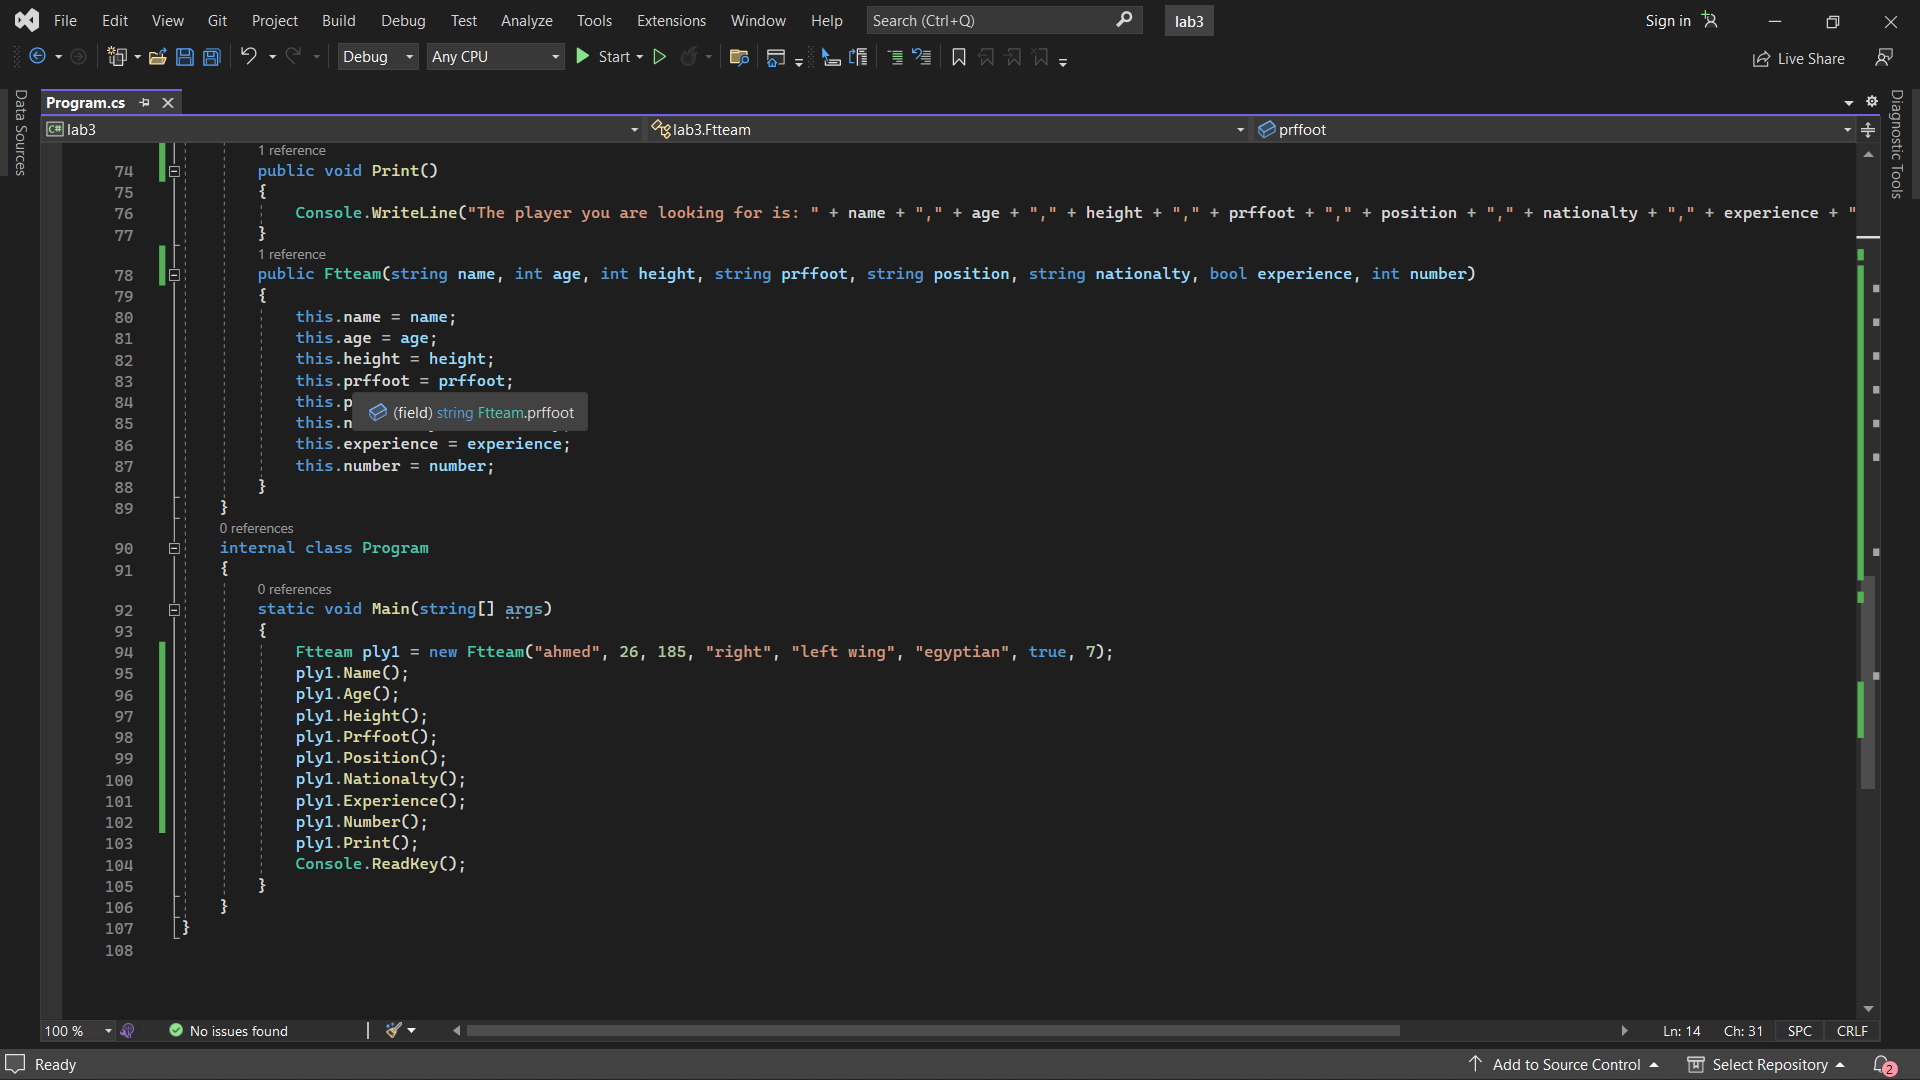 File Edit View Git Project Build Debug Test Analyze Tools Extensions Window Help Search (Ctrl+Q) lab3 Sign in
Debug Any CPU Start Live Share
Data Sources
Program.cs
Diagnostic Tools
lab3 lab3.Ftteam prffoot
1 reference
74 public void Print()
75 {
76 Console.WriteLine("The player you are looking for is: " + name + "," + age + "," + height + "," + prffoot + "," + position + "," + nationalty + "," + experience + "
77 }
1 reference
78 public Ftteam(string name, int age, int height, string prffoot, string position, string nationalty, bool experience, int number)
79 {
80 this.name = name;
81 this.age = age;
82 this.height = height;
83 this.prffoot = prffoot;
84 this.p
(field) string Ftteam.prffoot
85 this.n
86 this.experience = experience;
87 this.number = number;
88 }
89 }
0 references
90 internal class Program
91 {
0 references
92 static void Main(string[] args)
93 {
94 Ftteam ply1 = new Ftteam("ahmed", 26, 185, "right", "left wing", "egyptian", true, 7);
95 ply1.Name();
96 ply1.Age();
97 ply1.Height();
98 ply1.Prffoot();
99 ply1.Position();
100 ply1.Nationalty();
101 ply1.Experience();
102 ply1.Number();
103 ply1.Print();
104 Console.ReadKey();
105 }
106 }
107 }
108
100 % No issues found Ln: 14 Ch: 31 SPC CRLF
Ready Add to Source Control Select Repository 2